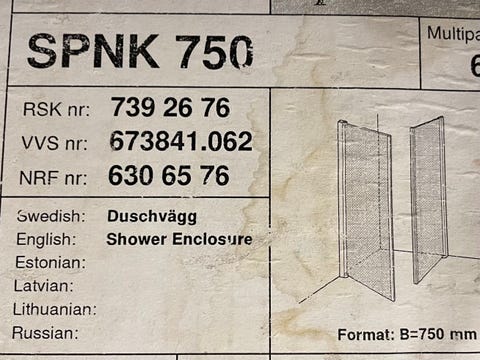 SPNK 750
RSK nr: 739 26 76
VVS nr: 673841.062
NRF nr: 630 65 76
Swedish: Duschvägg
English: Shower Enclosure
Estonian:
Latvian:
Lithuanian:
Russian:
Format: B=750 mm